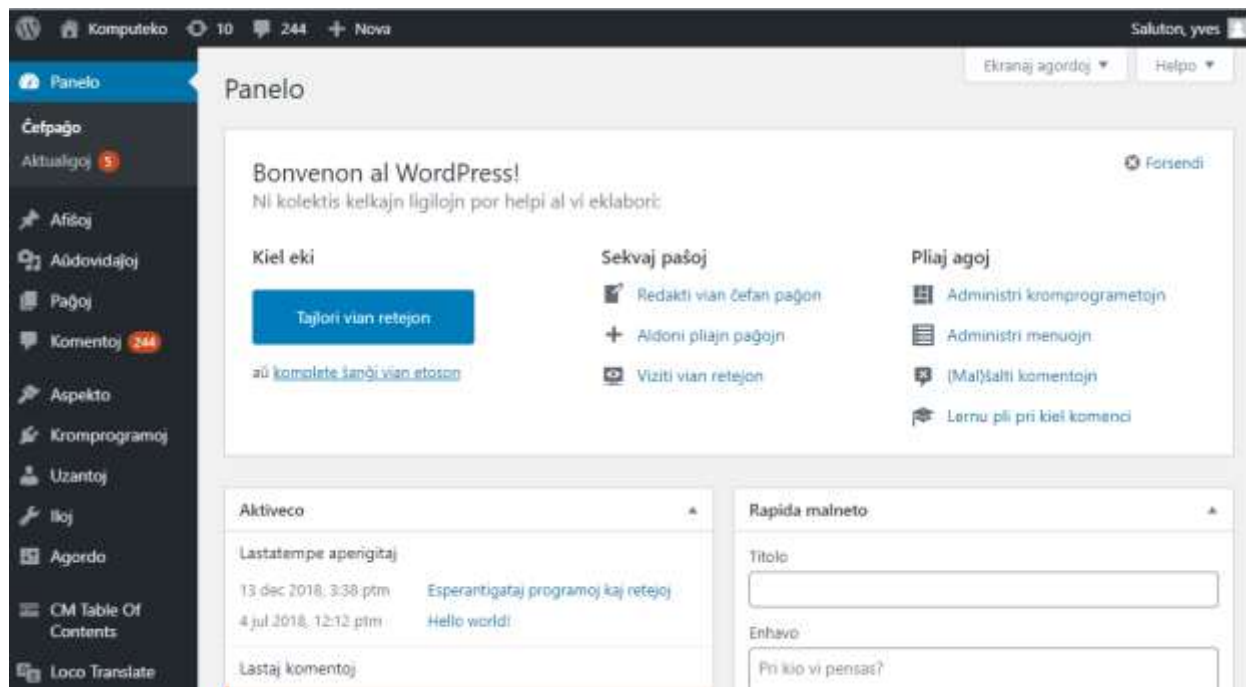 Komputeko 10 244 + Nova Saluton, yves
Ekranaj agordoj Helpo
Panelo
Ĉefpaĝo
Aktualigoj 5
Afiŝoj
Aŭdovidaĵoj
Paĝoj
Komentoj 244
Aspekto
Kromprogramoj
Uzantoj
Iloj
Agordo
CM Table Of
Contents
Loco Translate
Panelo
Bonvenon al WordPress!
Forsendi
Ni kolektis kelkajn ligilojn por helpi al vi eklabori:
Kiel eki
Tajlori vian retejon
aŭ komplete ŝanĝi vian etoson
Sekvaj paŝoj
Redakti vian ĉefan paĝon
Aldoni pliajn paĝojn
Viziti vian retejon
Pliaj agoj
Administri kromprogrametojn
Administri menuojn
(Mal)ŝalti komentojn
Lernu pli pri kiel komenci
Aktiveco
Lastatempe aperigitaj
13 dec 2018, 3:38 ptm Esperantigataj programoj kaj retejoj
4 jul 2018, 12:12 ptm Hello world!
Lastaj komentoj
Rapida malneto
Titolo
Enhavo
Pri kio vi pensas?